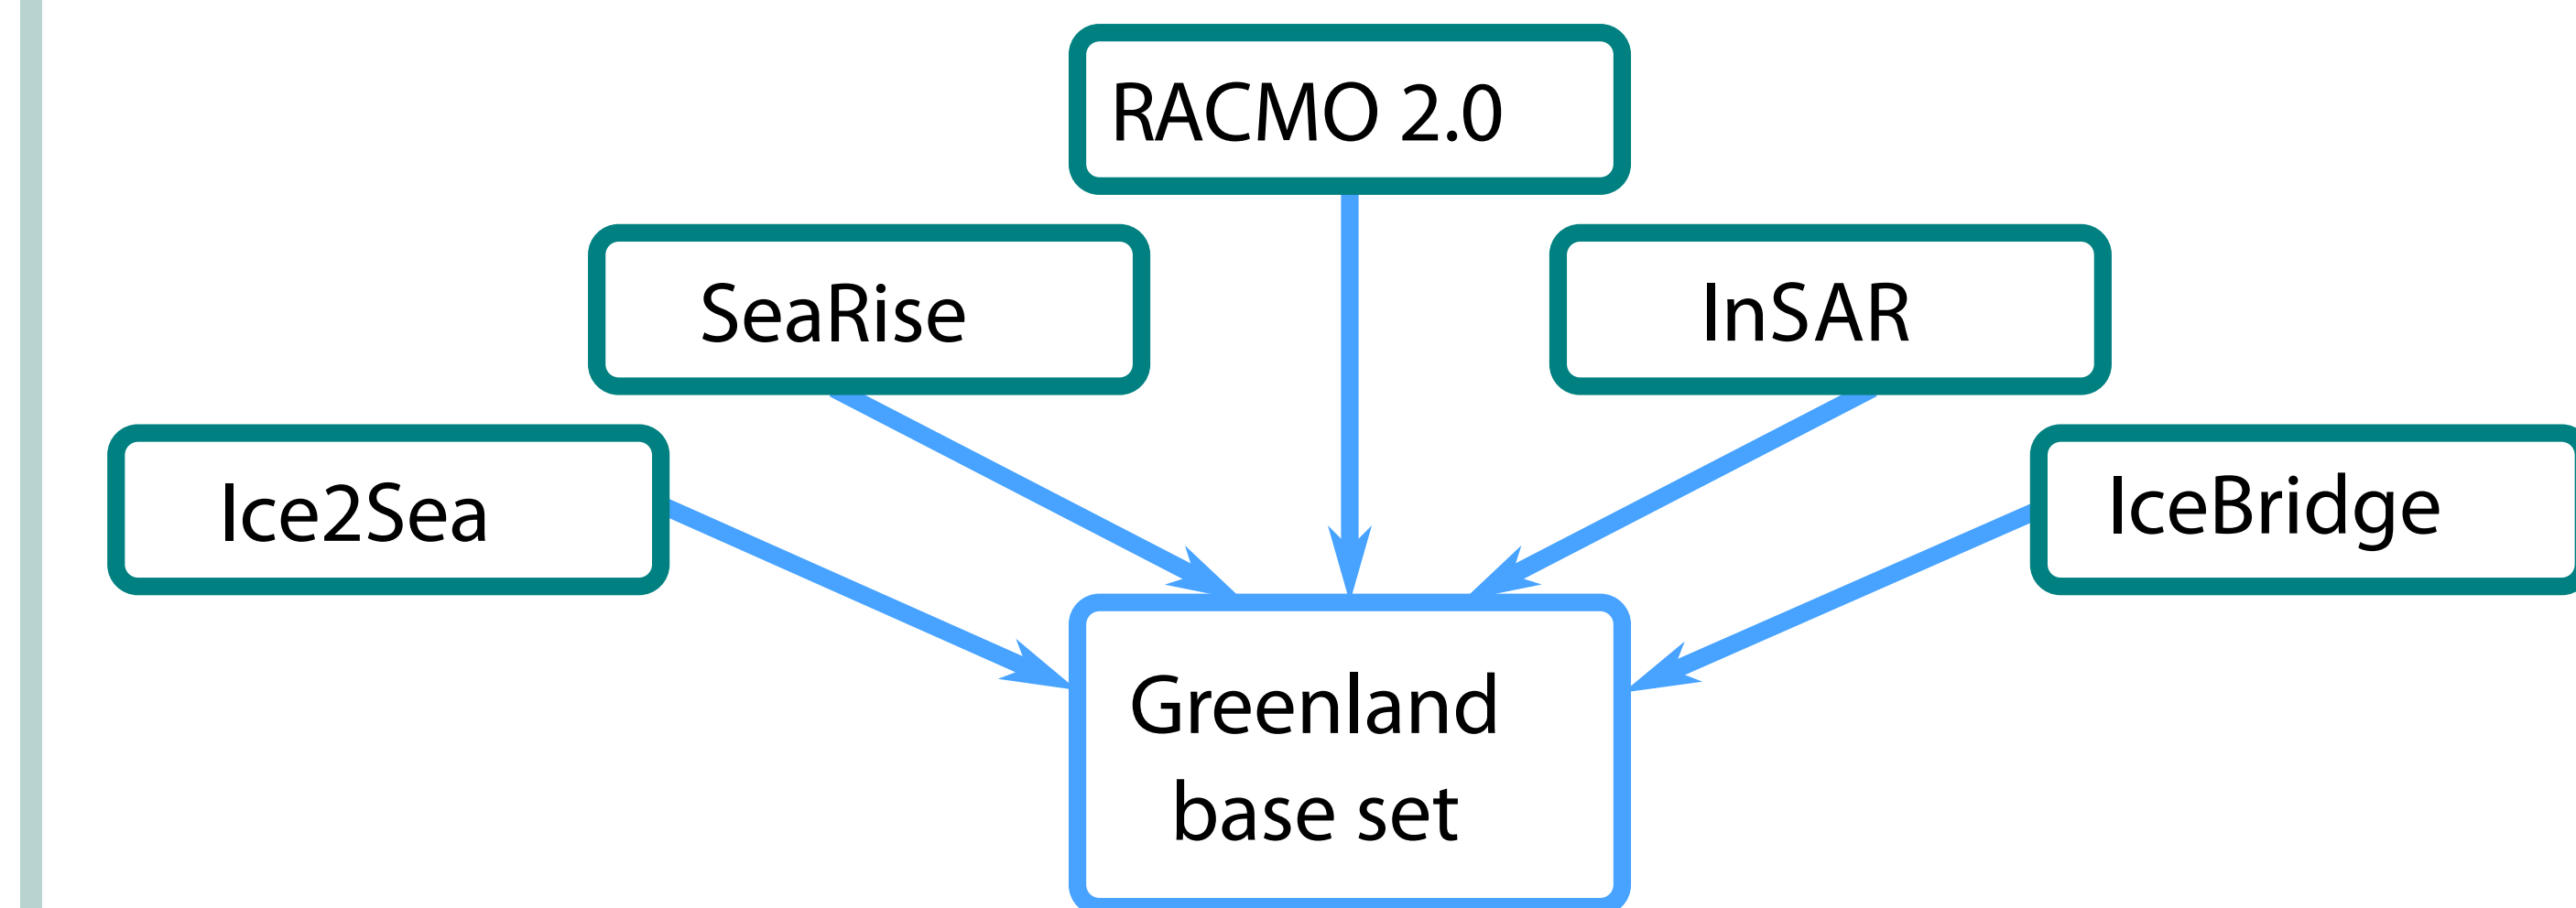 RACMO 2.0
SeaRise
InSAR
Ice2Sea
IceBridge
Greenland
base set